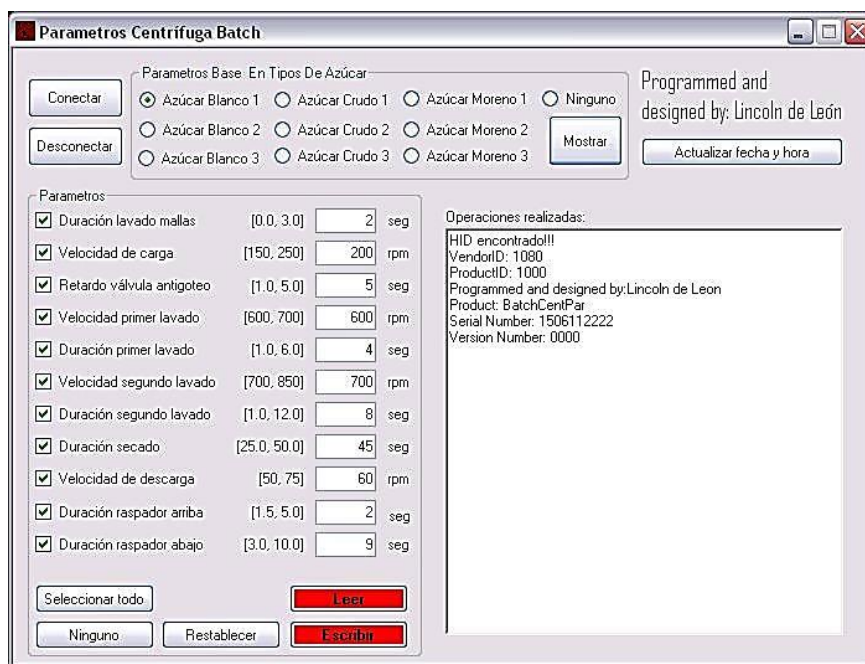 Parametros Centrífuga Batch
Conectar
Desconectar
Parametros Base En Tipos De Azúcar
Azúcar Blanco 1 Azúcar Crudo 1 Azúcar Moreno 1 Ninguno
Azúcar Blanco 2 Azúcar Crudo 2 Azúcar Moreno 2
Azúcar Blanco 3 Azúcar Crudo 3 Azúcar Moreno 3
Mostrar
Programmed and
designed by: Lincoln de León
Actualizar fecha y hora
Parametros
Duración lavado mallas [0.0, 3.0] 2 seg
Velocidad de carga [150, 250] 200 rpm
Retardo válvula antigoteo [1.0, 5.0] 5 seg
Velocidad primer lavado [600, 700] 600 rpm
Duración primer lavado [1.0, 6.0] 4 seg
Velocidad segundo lavado [700, 850] 700 rpm
Duración segundo lavado [1.0, 12.0] 8 seg
Duración secado [25.0, 50.0] 45 seg
Velocidad de descarga [50, 75] 60 rpm
Duración raspador arriba [1.5, 5.0] 2 seg
Duración raspador abajo [3.0, 10.0] 9 seg
Seleccionar todo Leer
Ninguno Restablecer Escribir
Operaciones realizadas:
HID encontrado!!!
VendorID: 1080
ProductID: 1000
Programmed and designed by:Lincoln de Leon
Product: BatchCentPar
Serial Number: 1506112222
Version Number: 0000